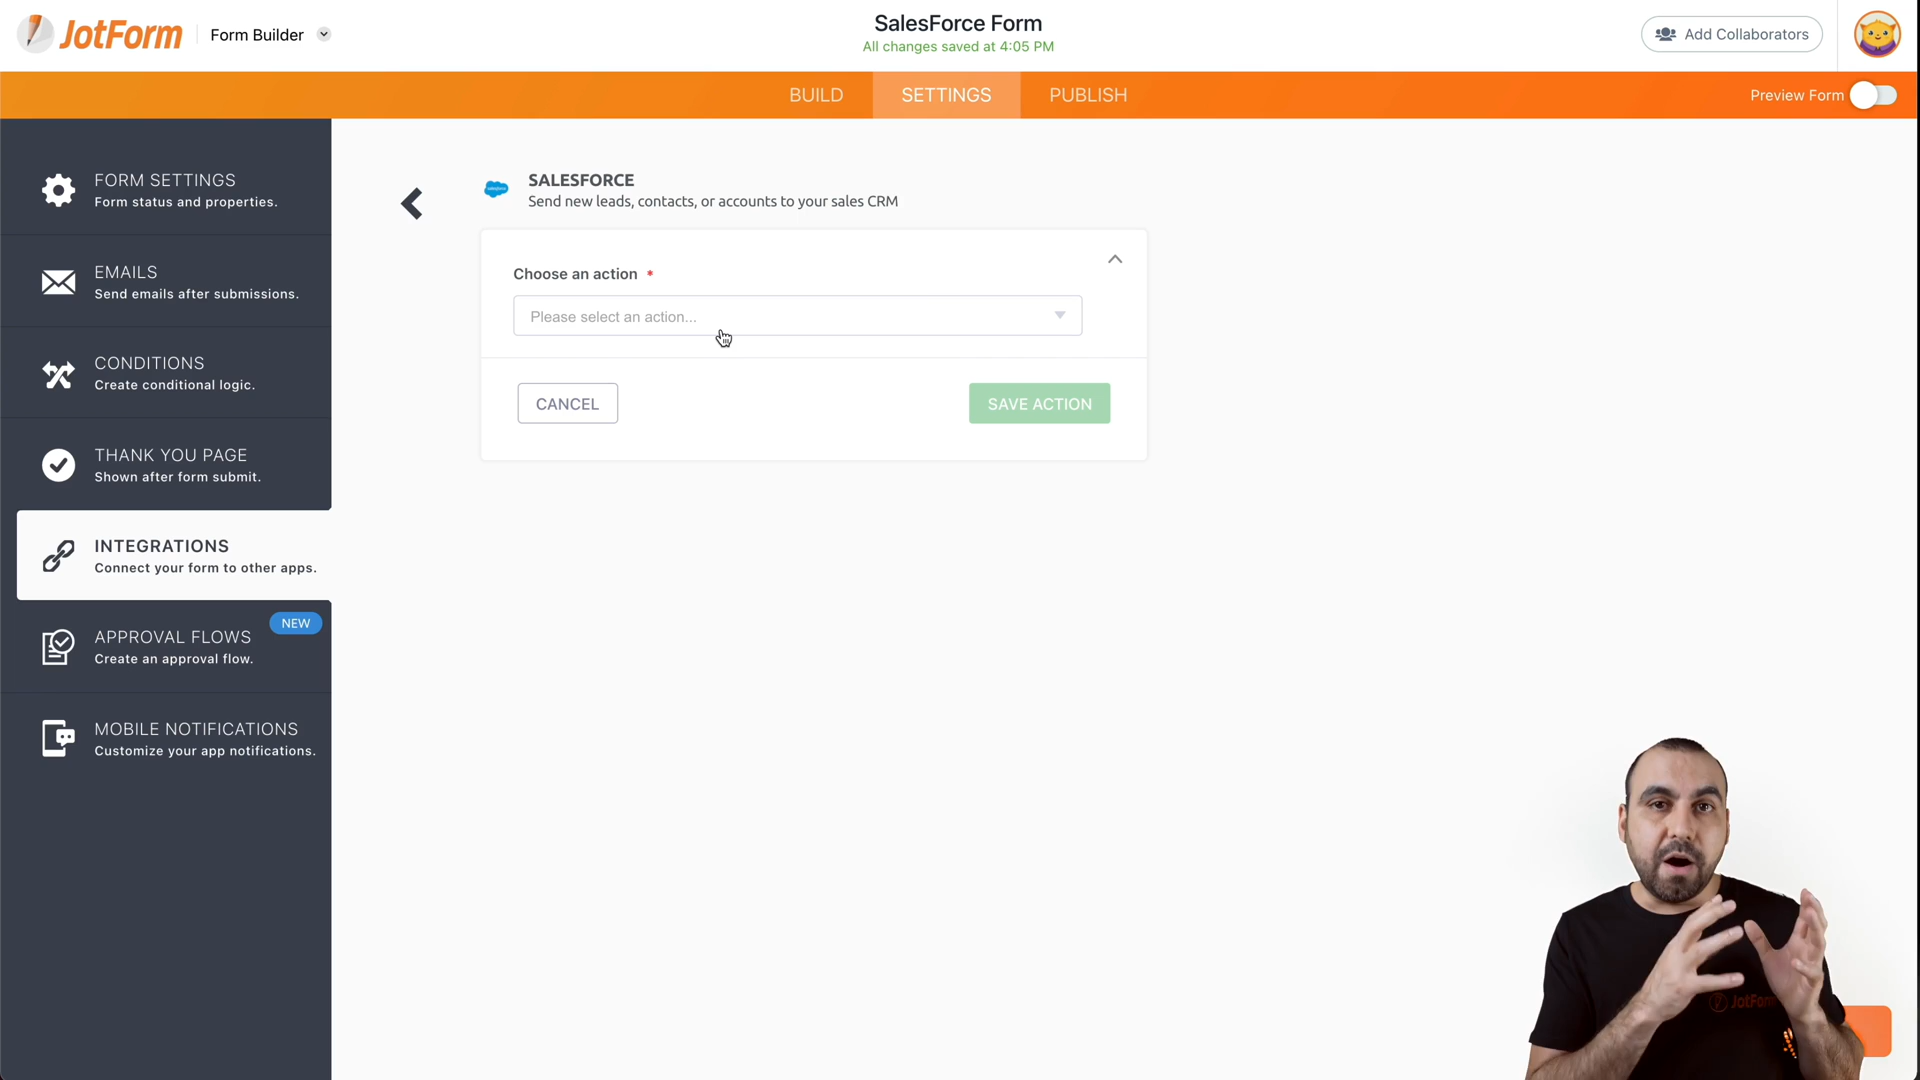 JotForm
Form Builder
SalesForce Form
All changes saved at 4:05 PM
Add Collaborators
BUILD
SETTINGS
PUBLISH
Preview Form
FORM SETTINGS
Form status and properties.
EMAILS
Send emails after submissions.
CONDITIONS
Create conditional logic.
THANK YOU PAGE
Shown after form submit.
INTEGRATIONS
Connect your form to other apps.
NEW
APPROVAL FLOWS
Create an approval flow.
MOBILE NOTIFICATIONS
Customize your app notifications.
SALESFORCE
Send new leads, contacts, or accounts to your sales CRM
Choose an action *
Please select an action...
CANCEL
SAVE ACTION
JotForm